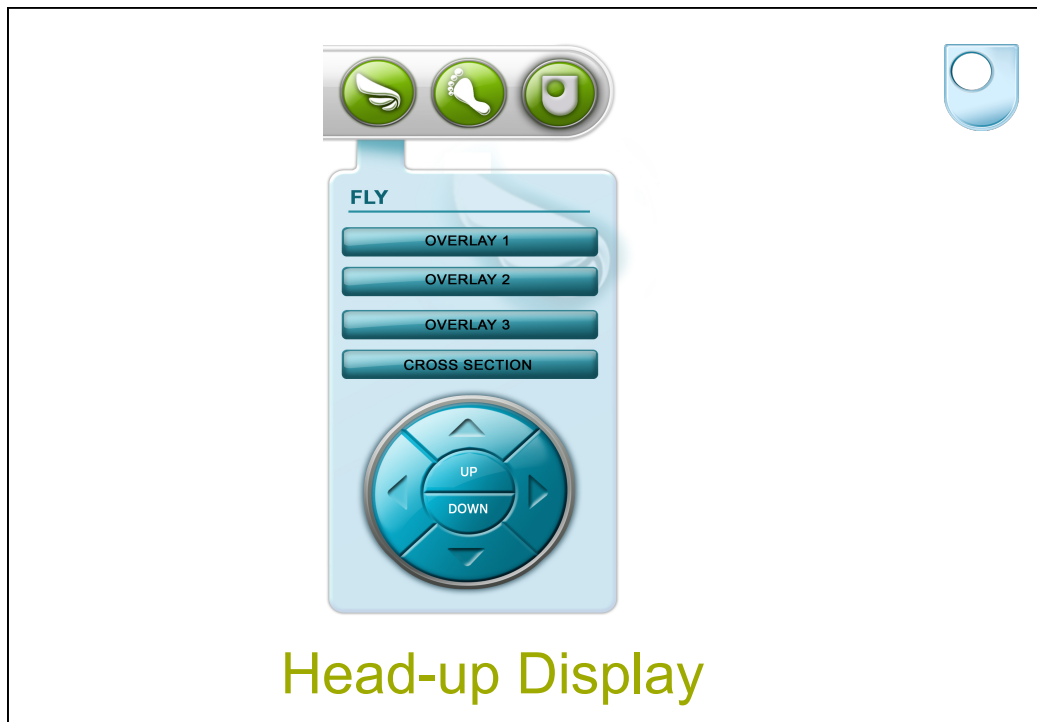 FLY
OVERLAY 1
OVERLAY 2
OVERLAY 3
CROSS SECTION
UP
DOWN
Head-up Display